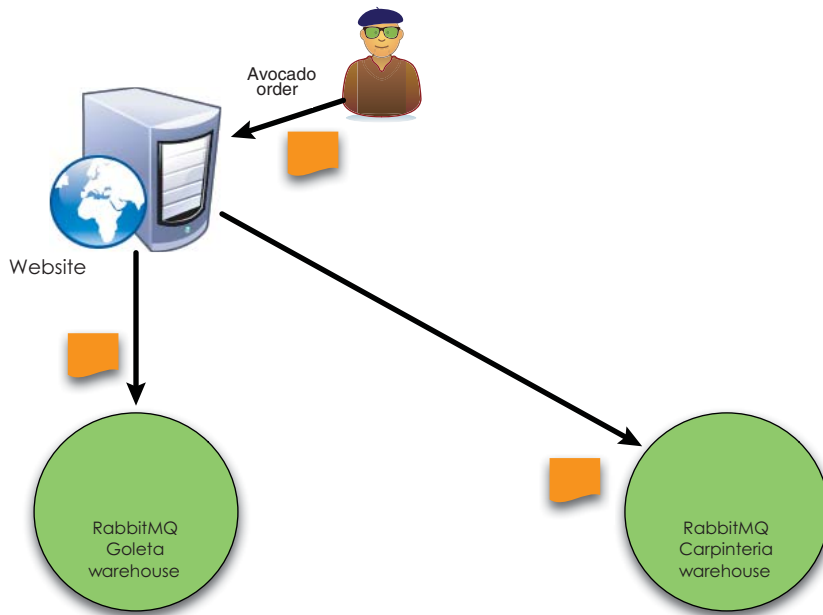 Avocado
order
Website
RabbitMQ
Goleta
warehouse
RabbitMQ
Carpinteria
warehouse